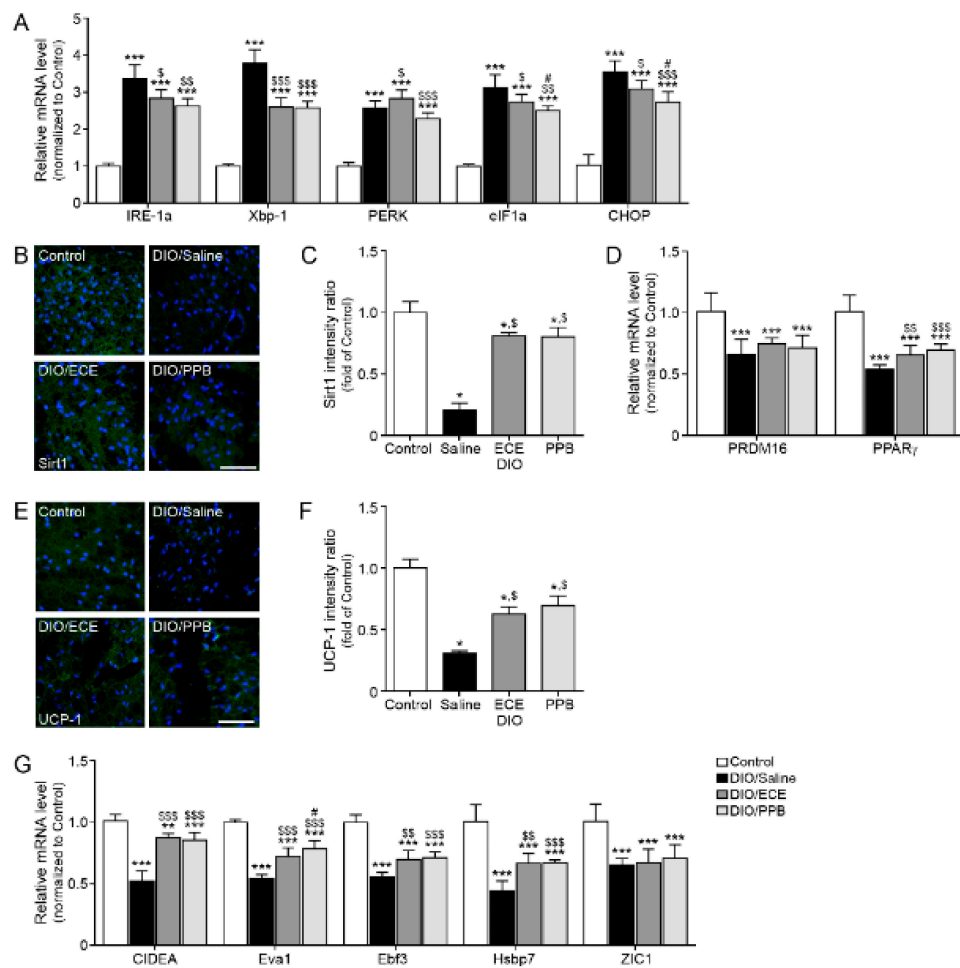 A
Relative mRNA level
(normalized to Control)
5
4
3
2
1
0
***
$
***
$$
***
***
$$$
***
$$$
***
***
$
***
$$$
***
***
$
***
#
$$
***
***
$
***
#
$$$
***
IRE-1a
Xbp-1
PERK
eIF1a
CHOP
B
Control
DIO/Saline
DIO/ECE
DIO/PPB
Sirt1
C
Sirt1 intensity ratio
(fold of Control)
1.5
1.0
0.5
0
*
*,$
*,$
Control
Saline
ECE
PPB
DIO
D
Relative mRNA level
(normalized to Control)
1.5
1.0
0.5
0
***
***
***
***
$$
***
$$$
***
PRDM16
PPARγ
E
Control
DIO/Saline
DIO/ECE
DIO/PPB
UCP-1
F
UCP-1 intensity ratio
(fold of Control)
1.5
1.0
0.5
0
*
*,$
*,$
Control
Saline
ECE
PPB
DIO
G
Relative mRNA level
(normalized to Control)
1.5
1.0
0.5
0
***
$$$
**
$$$
***
***
$$$
***
#
$$$
***
***
$$
***
$$$
***
***
$$
***
$$$
***
***
***
***
CIDEA
Eva1
Ebf3
Hsbp7
ZIC1
Control
DIO/Saline
DIO/ECE
DIO/PPB